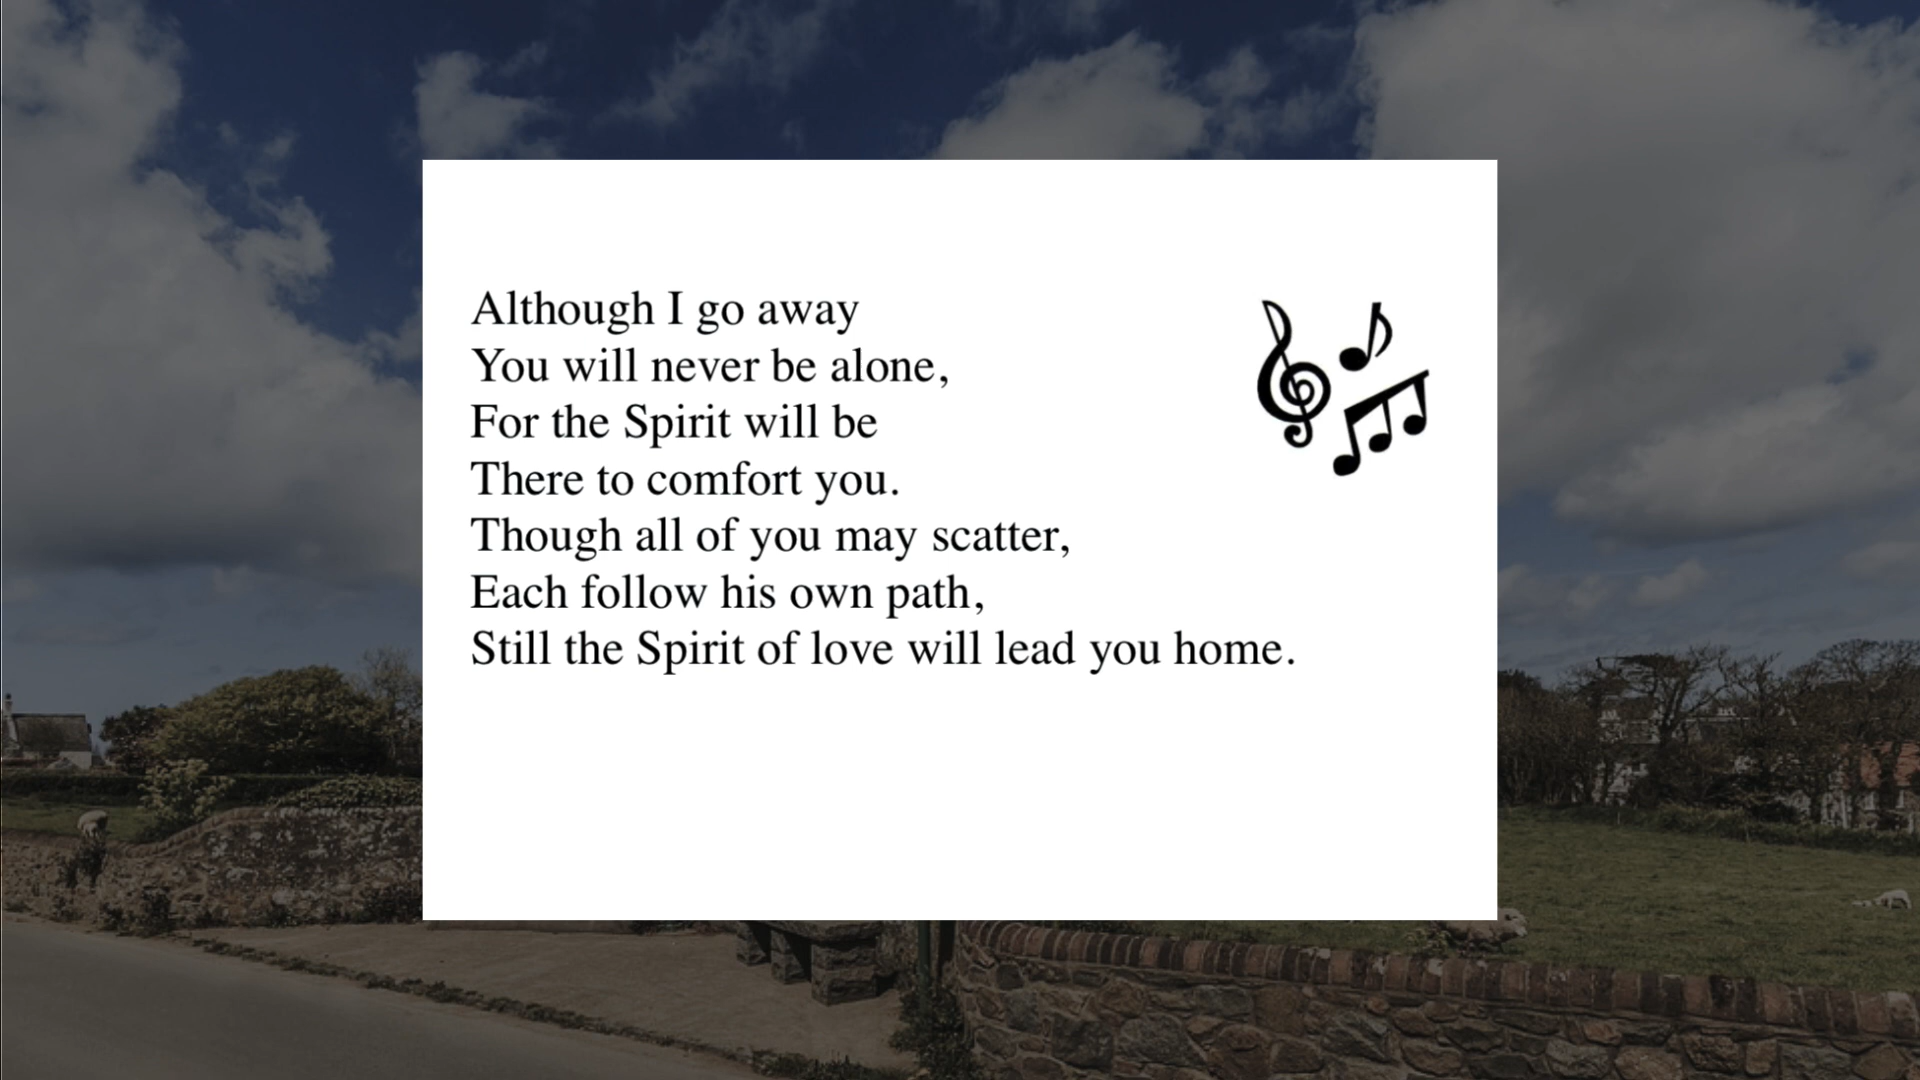 Although I go away
You will never be alone,
For the Spirit will be
There to comfort you.
Though all of you may scatter,
Each follow his own path,
Still the Spirit of love will lead you home.